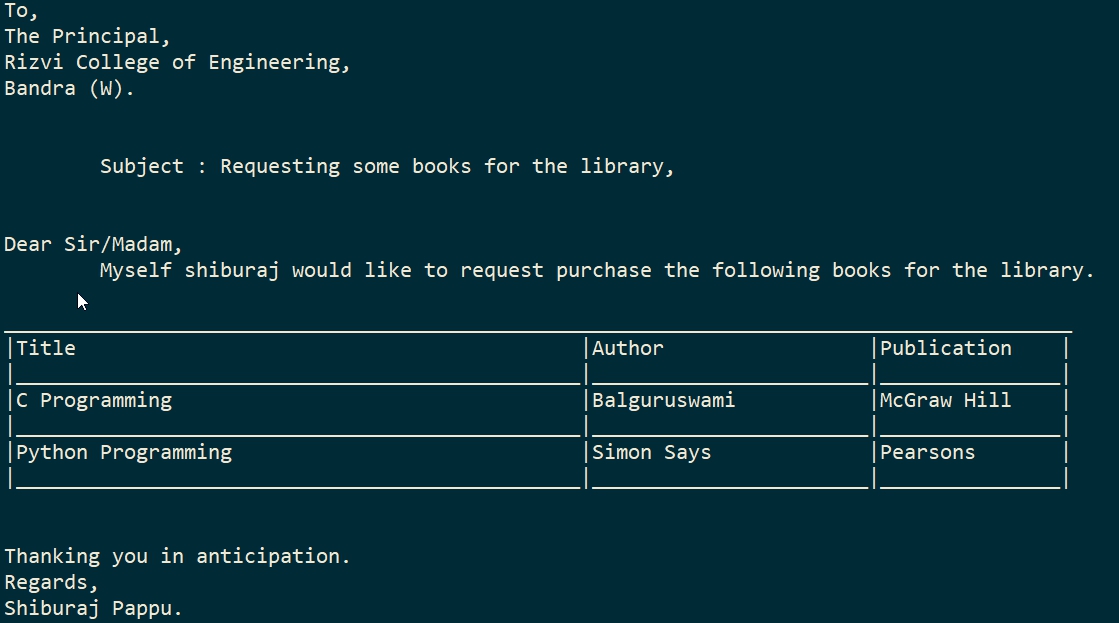 To,
The Principal,
Rizvi College of Engineering,
Bandra (W).
Subject : Requesting some books for the library,
Dear Sir/Madam,
Myself shiburaj would like to request purchase the following books for the library.
|Title |Author |Publication |
|C Programming |Balguruswami |McGraw Hill |
|Python Programming |Simon Says |Pearsons |
Thanking you in anticipation.
Regards,
Shiburaj Pappu.